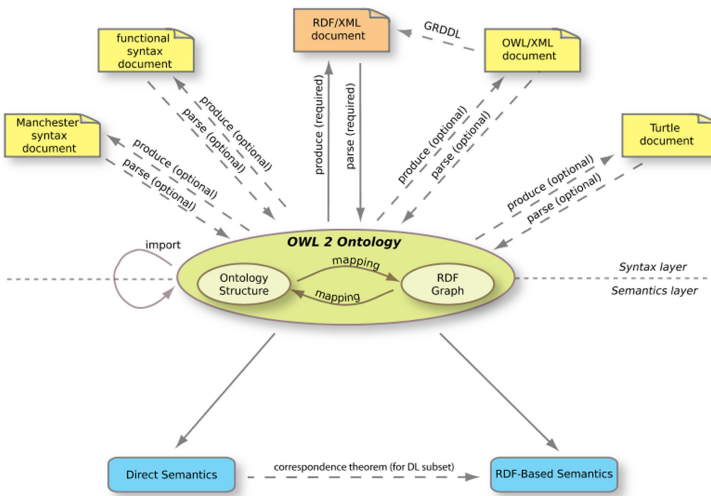 RDF/XML
document
GRDDL
functional
syntax
document
OWL/XML
document
Manchester
syntax
document
Turtle
document
produce (optional)
parse (optional)
produce (optional)
parse (optional)
produce (required)
parse (required)
produce (optional)
parse (optional)
produce (optional)
parse (optional)
import
OWL 2 Ontology
Ontology
Structure
mapping
mapping
RDF
Graph
Syntax layer
Semantics layer
Direct Semantics
correspondence theorem (for DL subset)
RDF-Based Semantics